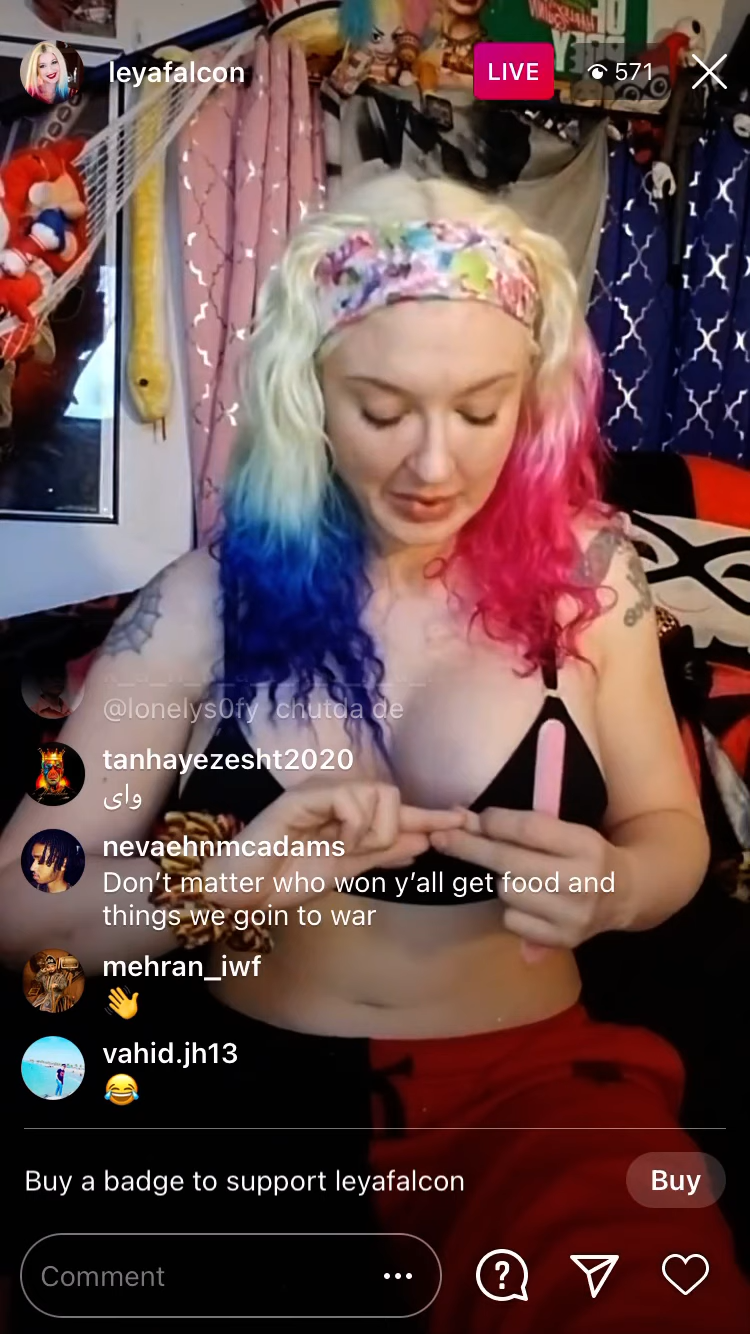 leyafalcon
LIVE
571
@lonelys0fy chutda de
tanhayezesht2020
وای
nevaehnmcadams
Don't matter who won y'all get food and
things we goin to war
mehran_iwf
👋
vahid.jh13
😂
Buy a badge to support leyafalcon
Buy
Comment